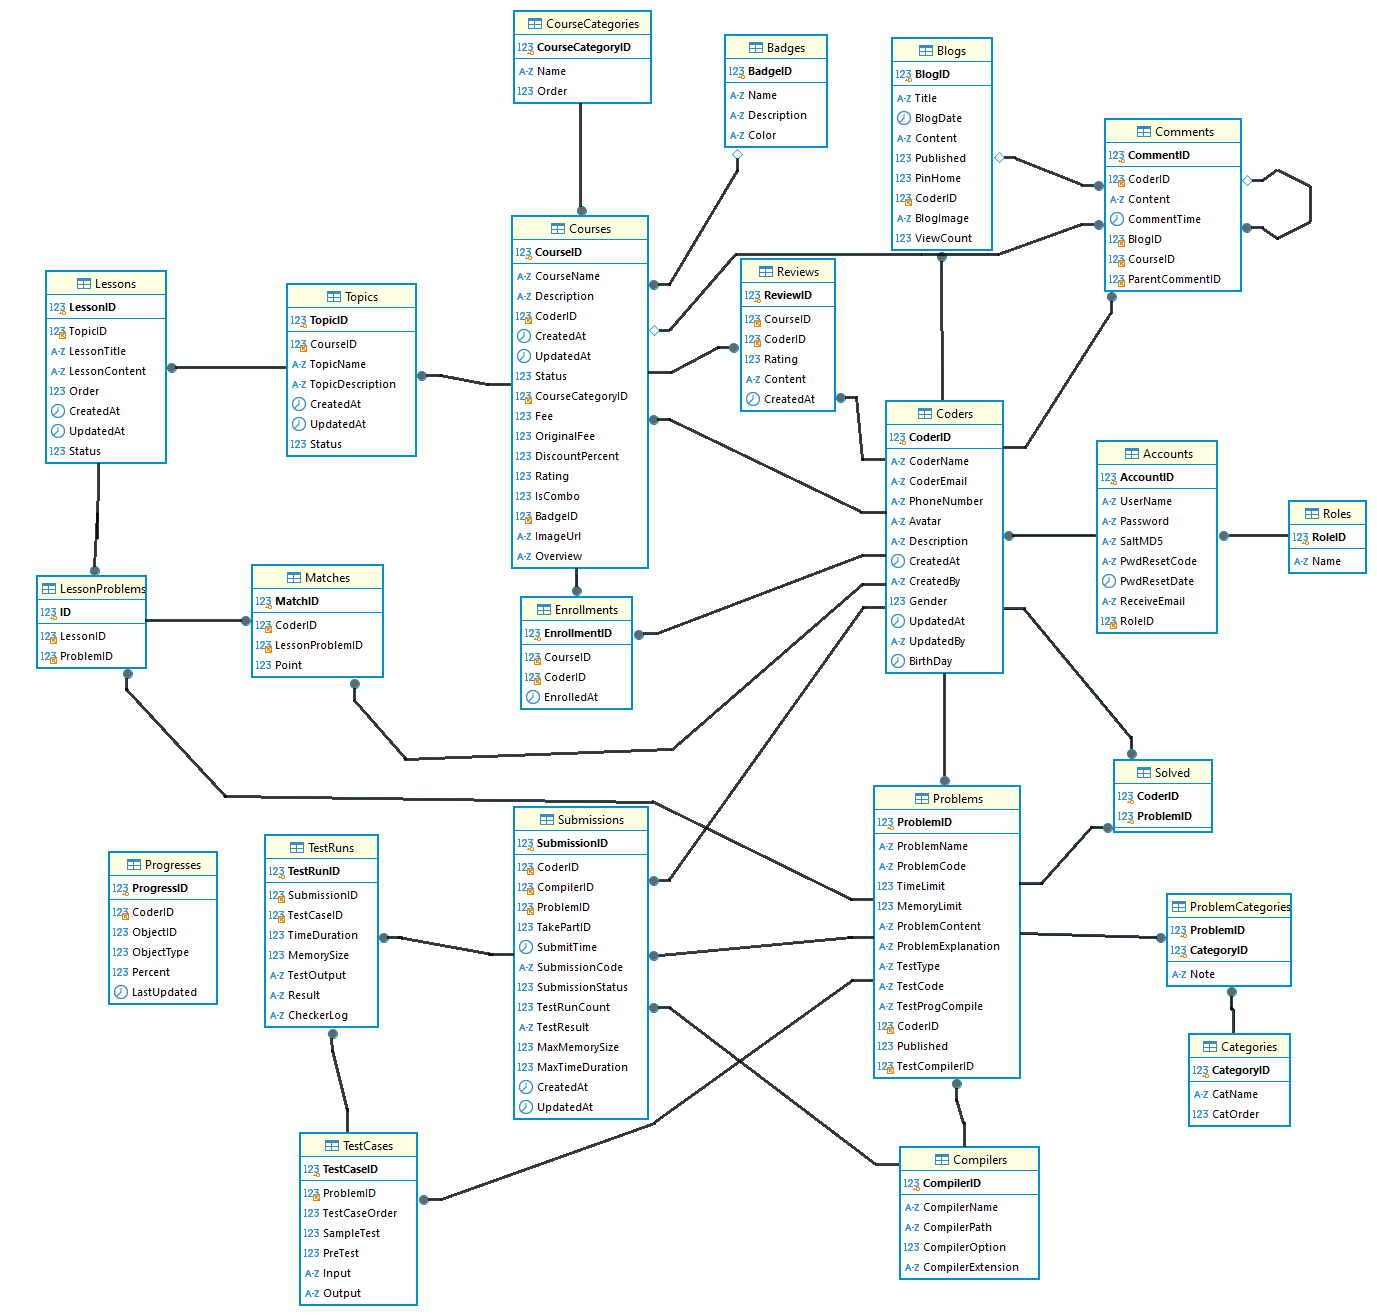 CourseCategories
CourseCategoryID
Name
Order
Badges
BadgeID
Name
Description
Color
Blogs
BlogID
Title
BlogDate
Content
Published
PinHome
CoderID
BlogImage
ViewCount
Comments
CommentID
CoderID
Content
CommentTime
BlogID
CourseID
ParentCommentID
Courses
CourseID
CourseName
Description
CoderID
CreatedAt
UpdatedAt
Status
CourseCategoryID
Fee
OriginalFee
DiscountPercent
Rating
IsCombo
BadgeID
ImageUrl
Overview
Reviews
ReviewID
CourseID
CoderID
Rating
Content
CreatedAt
Lessons
LessonID
TopicID
LessonTitle
LessonContent
Order
CreatedAt
UpdatedAt
Status
Topics
TopicID
CourseID
TopicName
TopicDescription
CreatedAt
UpdatedAt
Status
Coders
CoderID
CoderName
CoderEmail
PhoneNumber
Avatar
Description
CreatedAt
CreatedBy
Gender
UpdatedAt
UpdatedBy
BirthDay
Accounts
AccountID
UserName
Password
SaltMD5
PwdResetCode
PwdResetDate
ReceiveEmail
RoleID
Roles
RoleID
Name
LessonProblems
ID
LessonID
ProblemID
Matches
MatchID
CoderID
LessonProblemID
Point
Enrollments
EnrollmentID
CourseID
CoderID
EnrolledAt
Solved
CoderID
ProblemID
Problems
ProblemID
ProblemName
ProblemCode
TimeLimit
MemoryLimit
ProblemContent
ProblemExplanation
TestType
TestCode
TestProgCompile
CoderID
Published
TestCompilerID
Submissions
SubmissionID
CoderID
CompilerID
ProblemID
TakePartID
SubmitTime
SubmissionCode
SubmissionStatus
TestRunCount
TestResult
MaxMemorySize
MaxTimeDuration
CreatedAt
UpdatedAt
TestRuns
TestRunID
SubmissionID
TestCaseID
TimeDuration
MemorySize
TestOutput
Result
CheckerLog
Progresses
ProgressID
CoderID
ObjectID
ObjectType
Percent
LastUpdated
ProblemCategories
ProblemID
CategoryID
Note
Categories
CategoryID
CatName
CatOrder
TestCases
TestCaseID
ProblemID
TestCaseOrder
SampleTest
PreTest
Input
Output
Compilers
CompilerID
CompilerName
CompilerPath
CompilerOption
CompilerExtension